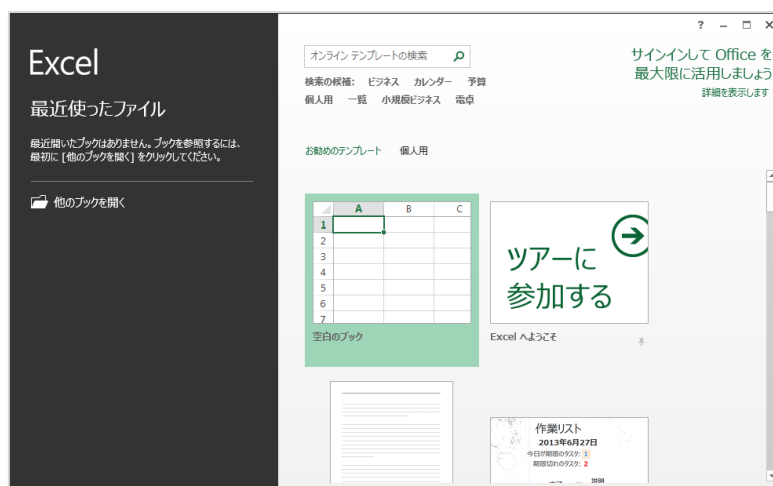 Excel
最近使ったファイル
最近開いたブックはありません。ブックを参照するには、
最初に [他のブックを開く] をクリックしてください。
他のブックを開く
? – □ ×
オンライン テンプレートの検索
検索の候補: ビジネス カレンダー 予算
個人用 一覧 小規模ビジネス 電卓
サインインして Office を
最大限に活用しましょう
詳細を表示します
お勧めのテンプレート 個人用
A B C
1
2
3
4
5
6
7
空白のブック
ツアーに
参加する
Excel へようこそ
作業リスト
2013年6月27日
今日が期限のタスク: 1
期限切れのタスク: 2
説明